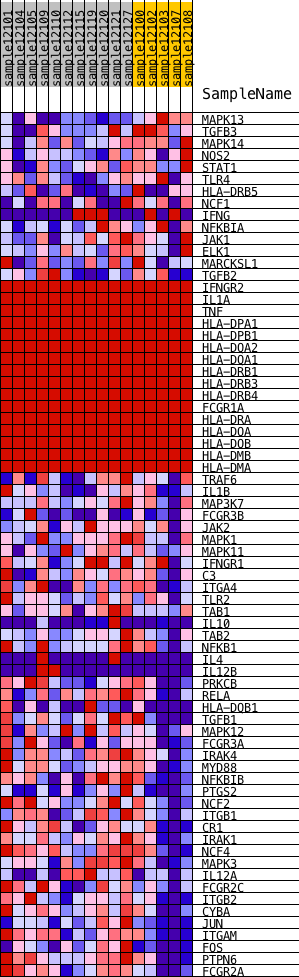 sample12101
sample12104
sample12105
sample12109
sample12110
sample12112
sample12115
sample12119
sample12120
sample12121
sample12127
sample12100
sample12102
sample12103
sample12107
sample12108
SampleName
MAPK13
TGFB3
MAPK14
NOS2
STAT1
TLR4
HLA-DRB5
NCF1
IFNG
NFKBIA
JAK1
ELK1
MARCKSL1
TGFB2
IFNGR2
IL1A
TNF
HLA-DPA1
HLA-DPB1
HLA-DQA2
HLA-DQA1
HLA-DRB1
HLA-DRB3
HLA-DRB4
FCGR1A
HLA-DRA
HLA-DOA
HLA-DOB
HLA-DMB
HLA-DMA
TRAF6
IL1B
MAP3K7
FCGR3B
JAK2
MAPK1
MAPK11
IFNGR1
C3
ITGA4
TLR2
TAB1
IL10
TAB2
NFKB1
IL4
IL12B
PRKCB
RELA
HLA-DQB1
TGFB1
MAPK12
FCGR3A
IRAK4
MYD88
NFKBIB
PTGS2
NCF2
ITGB1
CR1
IRAK1
NCF4
MAPK3
IL12A
FCGR2C
ITGB2
CYBA
JUN
ITGAM
FOS
PTPN6
FCGR2A